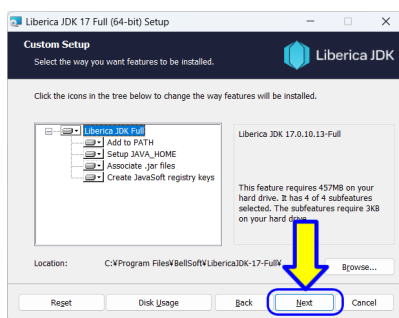 Liberica JDK 17 Full (64-bit) Setup
Custom Setup
Select the way you want features to be installed.
Liberica JDK
Click the icons in the tree below to change the way features will be installed.
Liberica JDK Full
Add to PATH
Setup JAVA_HOME
Associate .jar files
Create JavaSoft registry keys
Liberica JDK 17.0.10.13-Full
This feature requires 457MB on your
hard drive. It has 4 of 4 subfeatures
selected. The subfeatures require 3KB
on your hard drive.
Location: C:¥Program Files¥BellSoft¥LibericaJDK-17-Full¥
Browse...
Reset Disk Usage Back Next Cancel